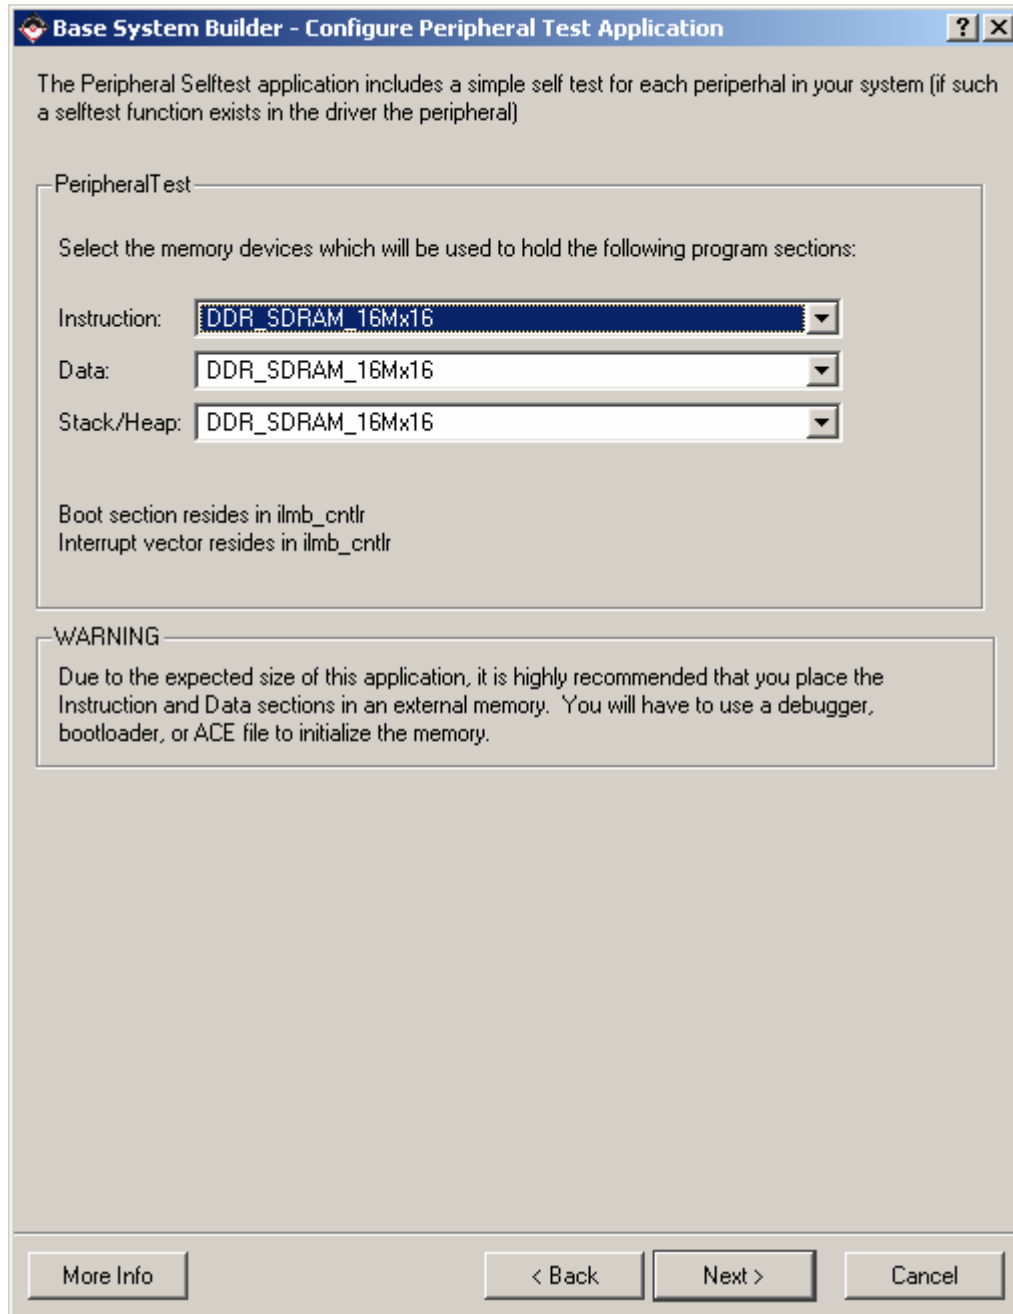 Base System Builder - Configure Peripheral Test Application
The Peripheral Selftest application includes a simple self test for each periperhal in your system (if such
a selftest function exists in the driver the peripheral)
PeripheralTest
Select the memory devices which will be used to hold the following program sections:
Instruction: DDR_SDRAM_16Mx16
Data: DDR_SDRAM_16Mx16
Stack/Heap: DDR_SDRAM_16Mx16
Boot section resides in ilmb_cntlr
Interrupt vector resides in ilmb_cntlr
WARNING
Due to the expected size of this application, it is highly recommended that you place the
Instruction and Data sections in an external memory.  You will have to use a debugger,
bootloader, or ACE file to initialize the memory.
More Info < Back Next > Cancel